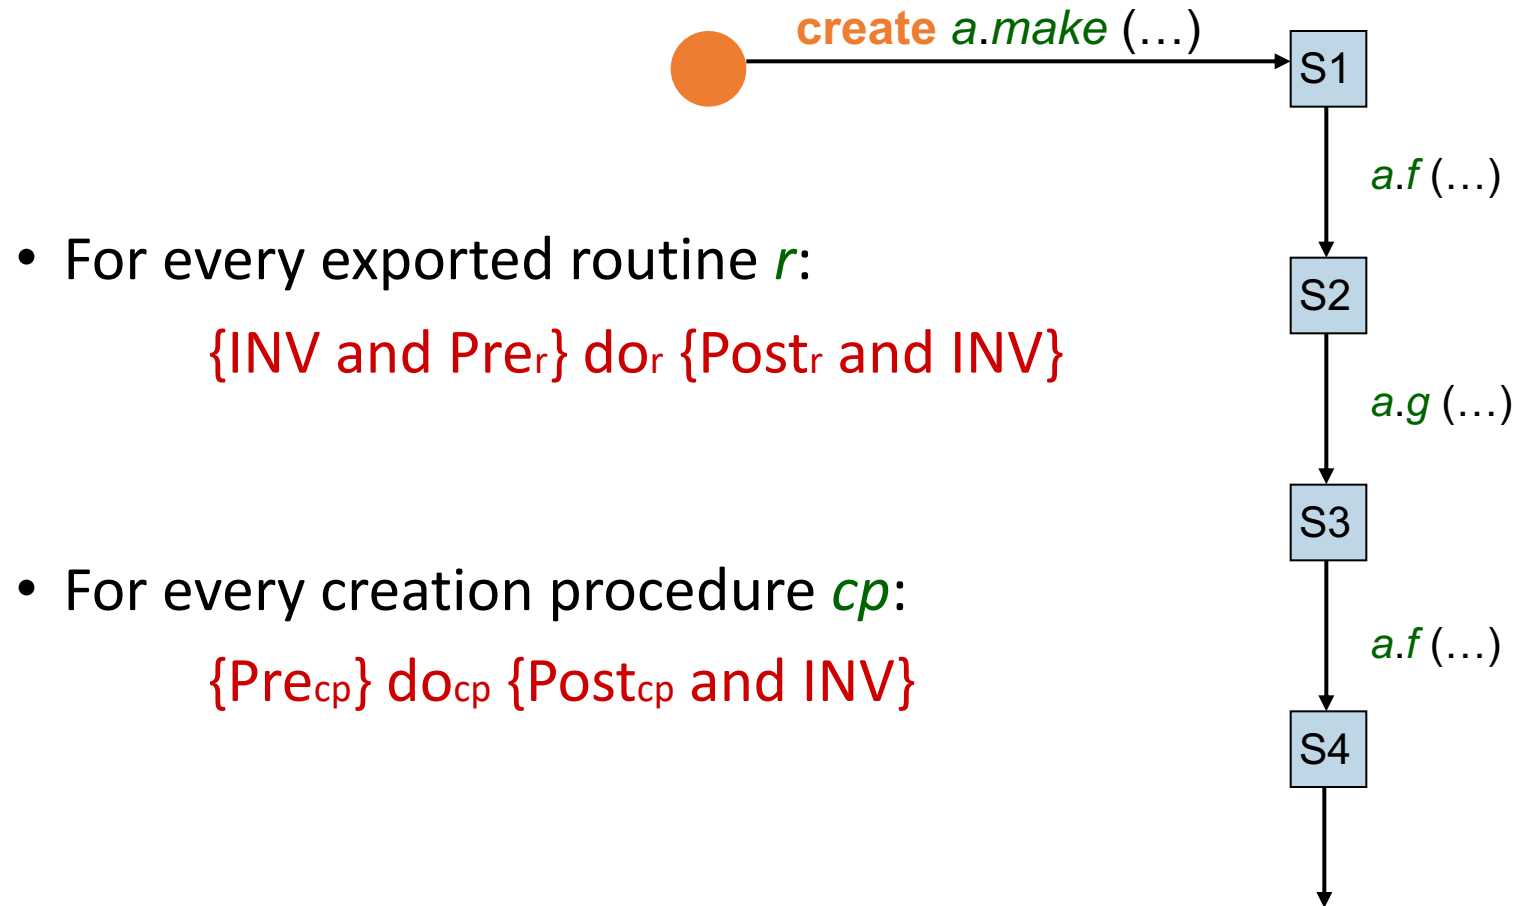 create a.make (…)
S1
a.f (…)
• For every exported routine r:
S2
{INV and Prer} dor {Postr and INV}
a.g (…)
S3
• For every creation procedure cp:
a.f (…)
{Precp} docp {Postcp and INV}
S4